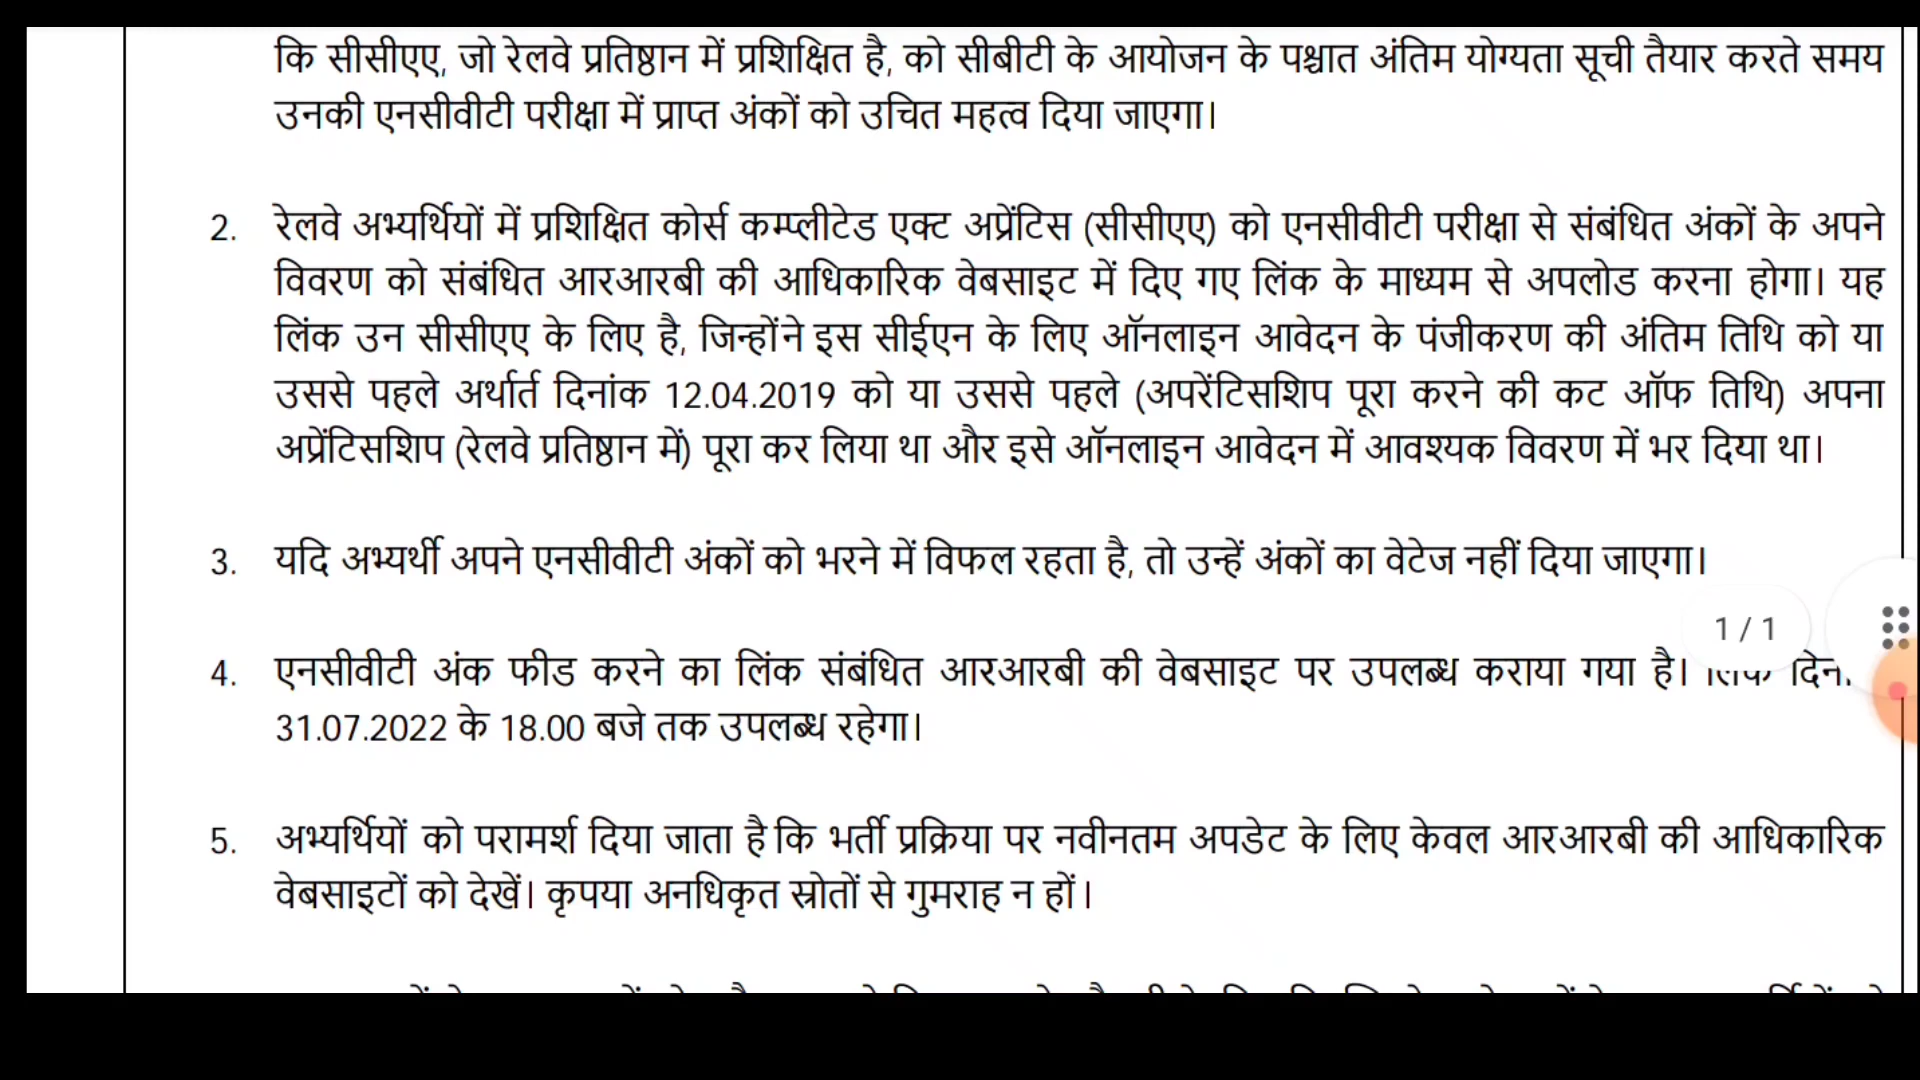 कि सीसीएए, जो रेलवे प्रतिष्ठान में प्रशिक्षित है, को सीबीटी के आयोजन के पश्चात अंतिम योग्यता सूची तैयार करते समय
उनकी एनसीवीटी परीक्षा में प्राप्त अंकों को उचित महत्व दिया जाएगा।
2. रेलवे अभ्यर्थियों में प्रशिक्षित कोर्स कम्प्लीटेड एक्ट अप्रेंटिस (सीसीएए) को एनसीवीटी परीक्षा से संबंधित अंकों के अपने
विवरण को संबंधित आरआरबी की आधिकारिक वेबसाइट में दिए गए लिंक के माध्यम से अपलोड करना होगा। यह
लिंक उन सीसीएए के लिए है, जिन्होंने इस सीईएन के लिए ऑनलाइन आवेदन के पंजीकरण की अंतिम तिथि को या
उससे पहले अर्थार्त दिनांक 12.04.2019 को या उससे पहले (अपरेंटिसशिप पूरा करने की कट ऑफ तिथि) अपना
अप्रेंटिसशिप (रेलवे प्रतिष्ठान में) पूरा कर लिया था और इसे ऑनलाइन आवेदन में आवश्यक विवरण में भर दिया था।
3. यदि अभ्यर्थी अपने एनसीवीटी अंकों को भरने में विफल रहता है, तो उन्हें अंकों का वेटेज नहीं दिया जाएगा।
1 / 1
4. एनसीवीटी अंक फीड करने का लिंक संबंधित आरआरबी की वेबसाइट पर उपलब्ध कराया गया है।
31.07.2022 के 18.00 बजे तक उपलब्ध रहेगा।
5. अभ्यर्थियों को परामर्श दिया जाता है कि भर्ती प्रक्रिया पर नवीनतम अपडेट के लिए केवल आरआरबी की आधिकारिक
वेबसाइटों को देखें। कृपया अनधिकृत स्रोतों से गुमराह न हों।